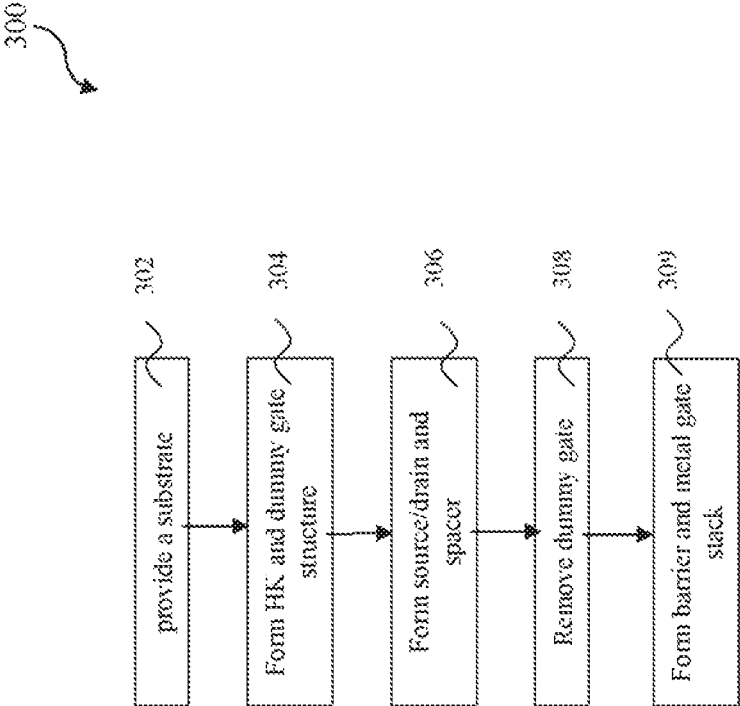 300
provide a substrate
302
Form HK and dummy gate
structure
304
Form source/drain and
spacer
306
Remove dummy gate
308
Form barrier and metal gate
stack
309